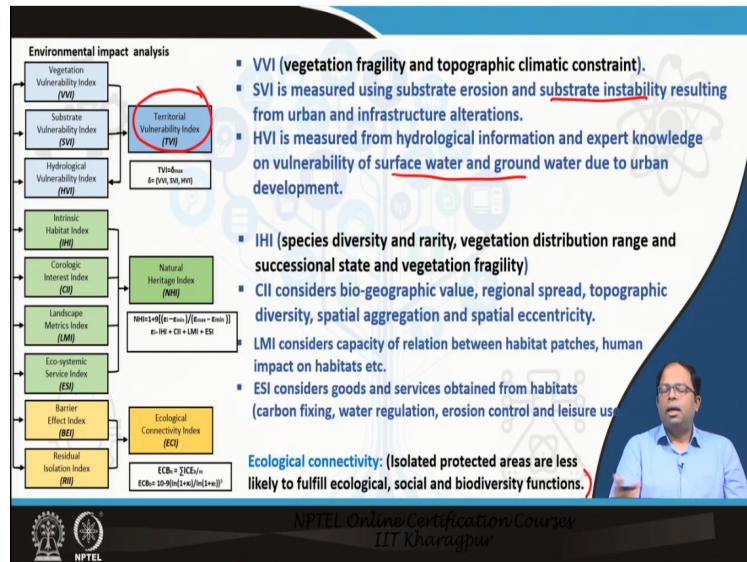 Environmental impact analysis
Vegetation
Vulnerability Index
(VVI)
Substrate
Vulnerability Index
(SVI)
Hydrological
Vulnerability Index
(HVI)
Territorial
Vulnerability Index
(TVI)
TVI=δmax
δ= {VVI, SVI, HVI}
Intrinsic
Habitat Index
(IHI)
Corologic
Interest Index
(CII)
Landscape
Metrics Index
(LMI)
Eco-systemic
Service Index
(ESI)
Natural
Heritage Index
(NHI)
NHI=1+9[(εi −εmin )/(εmax − εmin )]
εi= IHI + CII + LMI + ESI
Barrier
Effect Index
(BEI)
Residual
Isolation Index
(RII)
Ecological
Connectivity Index
(ECI)
▪ VVI (vegetation fragility and topographic climatic constraint).
▪ SVI is measured using substrate erosion and substrate instability resulting
from urban and infrastructure alterations.
▪ HVI is measured from hydrological information and expert knowledge
on vulnerability of surface water and ground water due to urban
development.
▪ IHI (species diversity and rarity, vegetation distribution range and
successional state and vegetation fragility)
▪ CII considers bio-geographic value, regional spread, topographic
diversity, spatial aggregation and spatial eccentricity.
▪ LMI considers capacity of relation between habitat patches, human
impact on habitats etc.
▪ ESI considers goods and services obtained from habitats
(carbon fixing, water regulation, erosion control and leisure
Ecological connectivity: (Isolated protected areas are less
likely to fulfill ecological, social and biodiversity functions.)
NPTEL Online Certification Courses
IIT Kharagpur
NPTEL